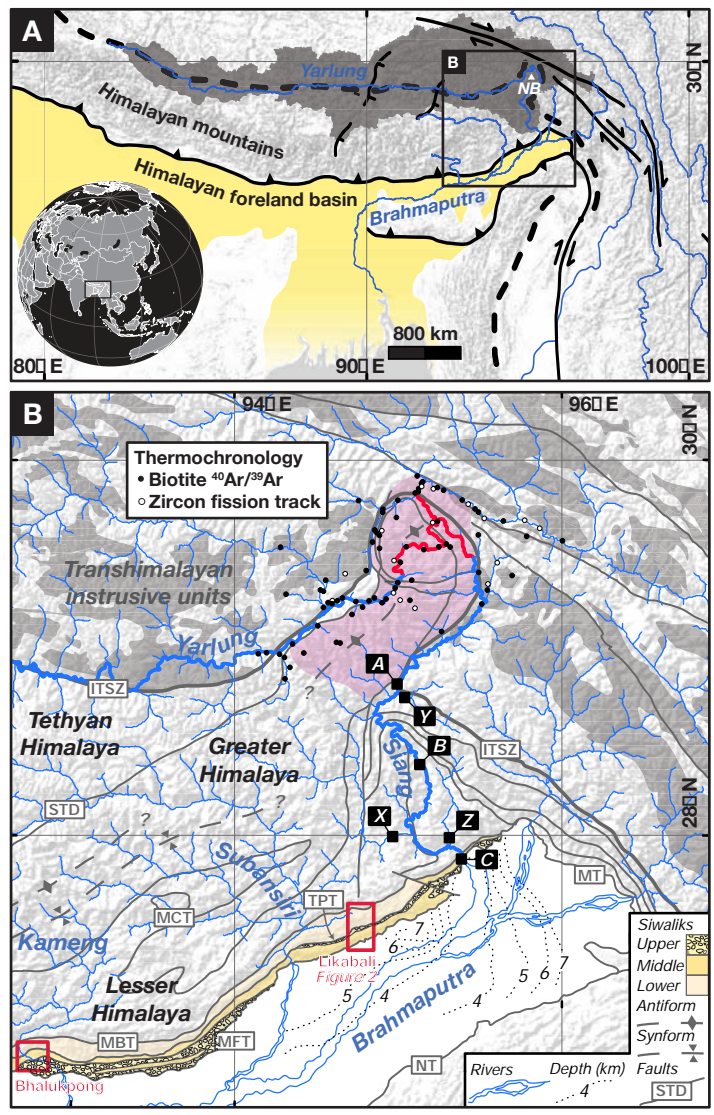 A
Yarlung
B
NB
30▯ N
Himalayan mountains
Himalayan foreland basin
Brahmaputra
800 km
80▯ E
90▯ E
100▯ E
B
94▯ E
96▯ E
30▯ N
Thermochronology
Biotite ⁴⁰Ar/³⁹Ar
Zircon fission track
Transhimalayan
instrusive units
Yarlung
ITSZ
?
A
Y
Tethyan
Himalaya
Greater
Himalaya
Siang
B
ITSZ
STD
?
X
Z
28▯ N
?
Subansiri
C
MT
TPT
MCT
Kameng
7
6
5
4
Likabali
Figure 2
7
6
5
4
Lesser
Himalaya
Brahmaputra
MBT
MFT
NT
Bhalukpong
Siwaliks
Upper
Middle
Lower
Antiform
Synform
Faults
STD
Rivers
Depth (km)
4